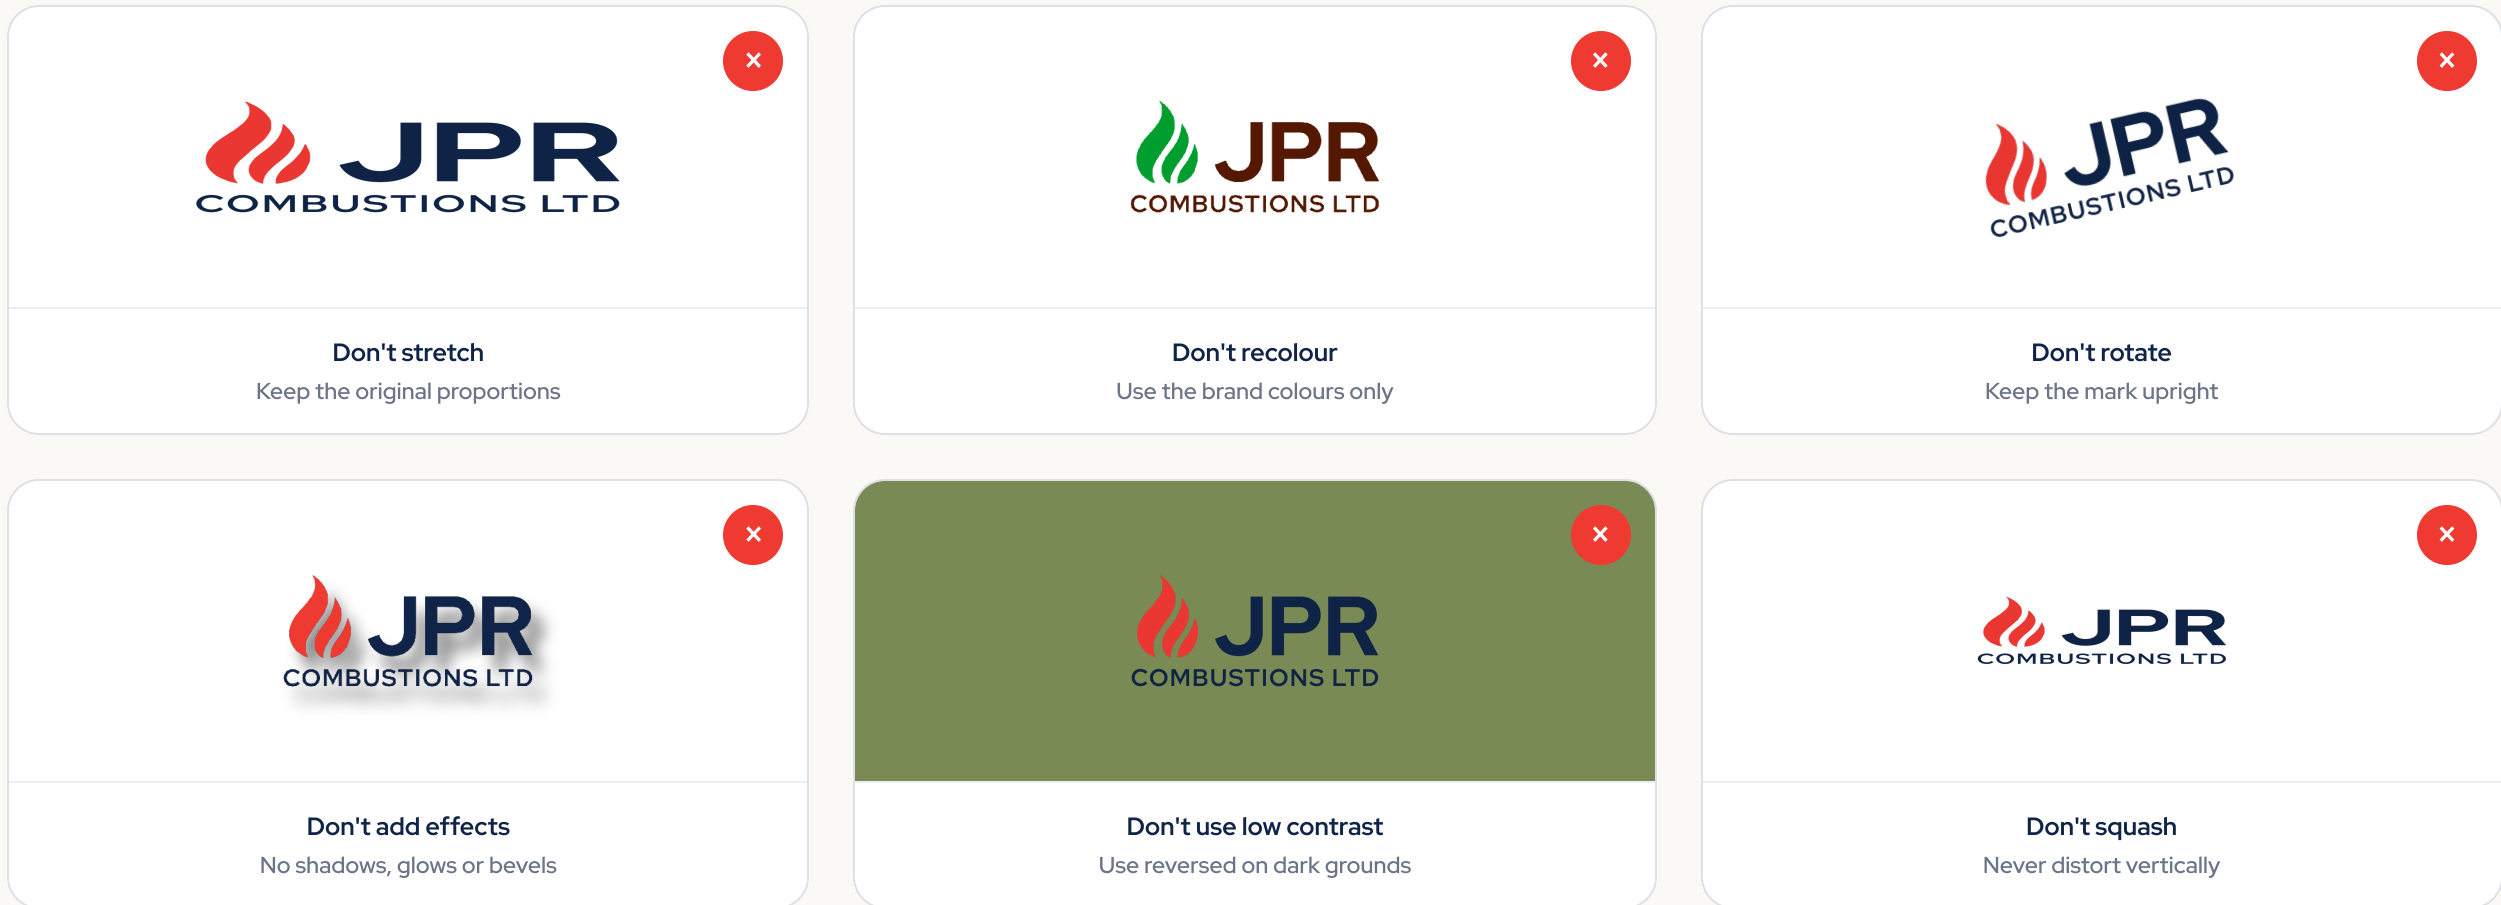 JPR
COMBUSTIONS LTD
Don't stretch
Keep the original proportions
JPR
COMBUSTIONS LTD
Don't recolour
Use the brand colours only
JPR
COMBUSTIONS LTD
Don't rotate
Keep the mark upright
JPR
COMBUSTIONS LTD
Don't add effects
No shadows, glows or bevels
JPR
COMBUSTIONS LTD
Don't use low contrast
Use reversed on dark grounds
JPR
COMBUSTIONS LTD
Don't squash
Never distort vertically